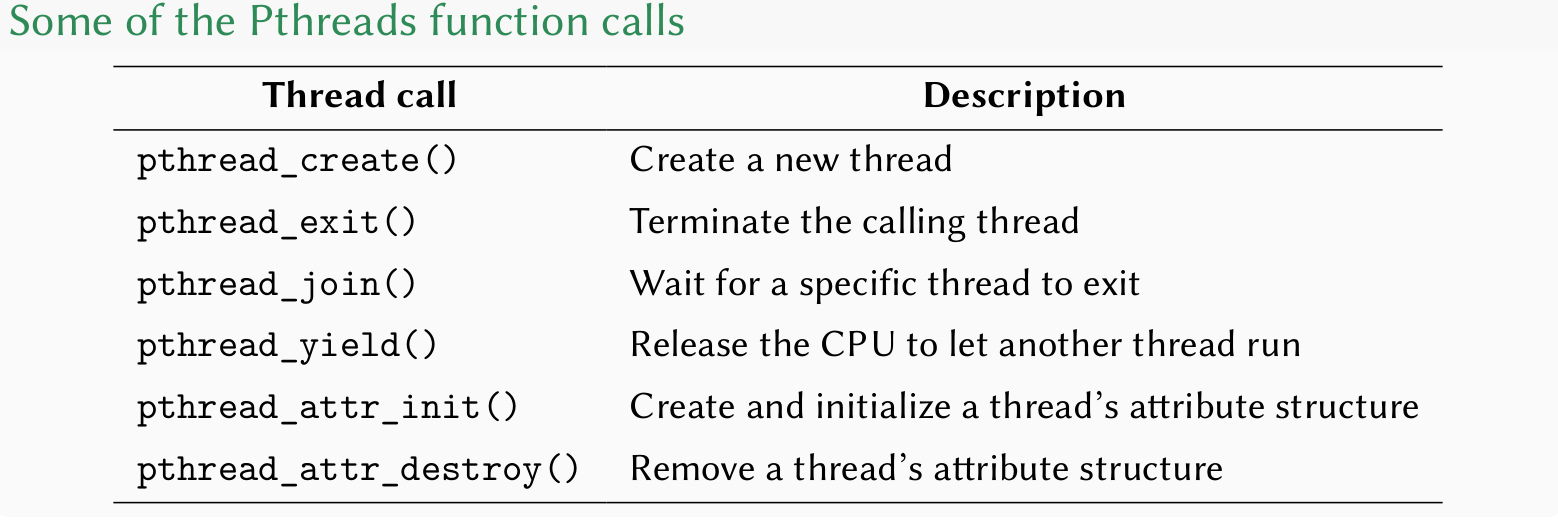 Some of the Pthreads function calls
Thread call Description
pthread_create() Create a new thread
pthread_exit() Terminate the calling thread
pthread_join() Wait for a specific thread to exit
pthread_yield() Release the CPU to let another thread run
pthread_attr_init() Create and initialize a thread’s attribute structure
pthread_attr_destroy() Remove a thread’s attribute structure